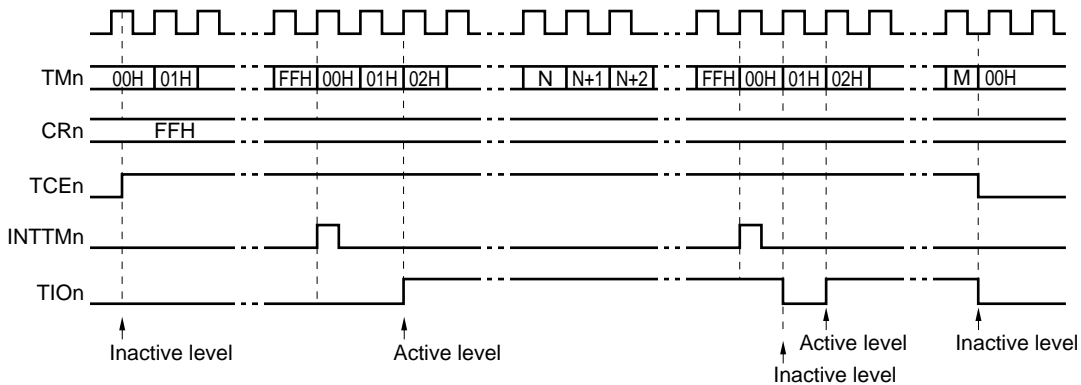 TMn 00H 01H FFH 00H 01H 02H N N+1 N+2 FFH 00H 01H 02H M 00H
CRn FFH
TCEn
INTTMn
TIOn
Inactive level Active level Active level Inactive level
Inactive level